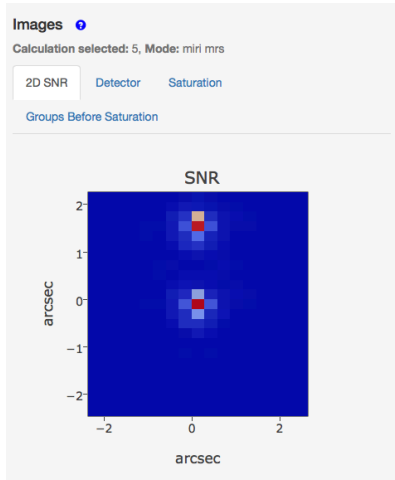 Images ?
Calculation selected: 5, Mode: miri mrs
2D SNR Detector Saturation
Groups Before Saturation
SNR
2
1
0
−1
−2
arcsec
−2 0 2
arcsec